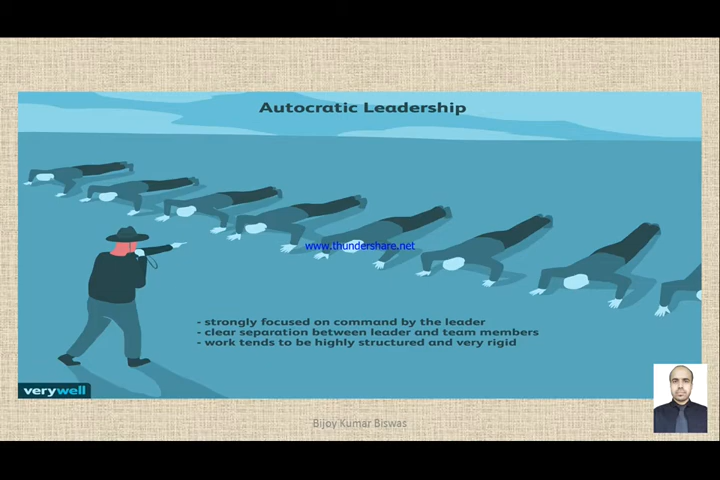 Autocratic Leadership
www.thundershare.net
- strongly focused on command by the leader
- clear separation between leader and team members
- work tends to be highly structured and very rigid
verywell
Bijoy Kumar Biswas